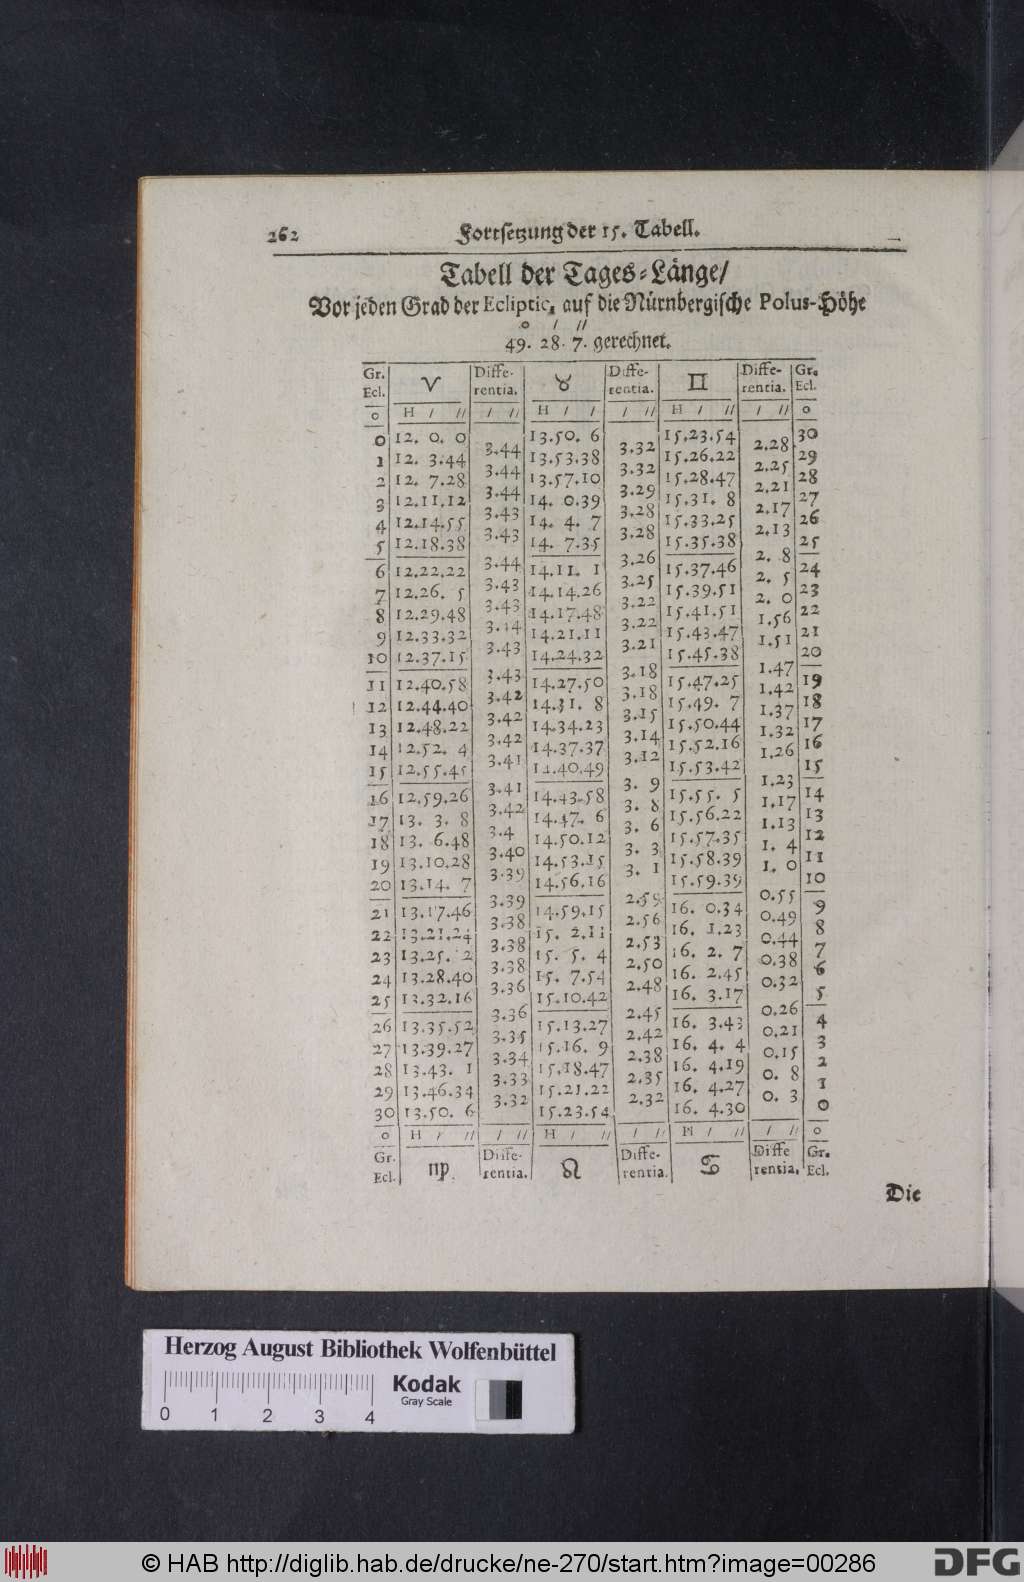 262 Fortsetzung der 15. Tabell.
Tabell der Tages-Länge/
Vor jeden Grad der Ecliptic, auf die Nürnbergische Polus-Höhe
o / //
49. 28. 7. gerechnet.
Gr. Ecl. ♈ Differentia. ♉ Differentia. ♊ Differentia. Gr. Ecl.
o H / // / // H / / / // H / // / // o
0 12. 0. 0 13.50. 6 15.23.54 30
3.44 3.32 2.28
1 12. 3.44 13.53.38 15.26.22 29
3.44 3.32 2.25
2 12. 7.28 13.57.10 15.28.47 28
3.44 3.29 2.21
3 12.11.12 14. 0.39 15.31. 8 27
3.43 3.28 2.17
4 12.14.55 14. 4. 7 15.33.25 26
3.43 3.28 2.13
5 12.18.38 14. 7.35 15.35.38 25
3.44 3.26 2. 8
6 12.22.22 14.11. 1 15.37.46 24
3.43 3.25 2. 5
7 12.26. 5 14.14.26 15.39.51 23
3.43 3.22 2. 0
8 12.29.48 14.17.48 15.41.51 22
3.14 3.22 1.56
9 12.33.32 14.21.11 15.43.47 21
3.43 3.21 1.51
10 12.37.15 14.24.32 15.45.38 20
3.43 3.18 1.47
11 12.40.58 14.27.50 15.47.25 19
3.42 3.18 1.42
12 12.44.40 14.31. 8 15.49. 7 18
3.42 3.15 1.37
13 12.48.22 14.34.23 15.50.44 17
3.42 3.14 1.32
14 12.52. 4 14.37.37 15.52.16 16
3.41 3.12 1.26
15 12.55.45 14.40.49 15.53.42 15
3.41 3. 9 1.23
16 12.59.26 14.43.58 15.55. 5 14
3.42 3. 8 1.17
17 13. 3. 8 14.47. 6 15.56.22 13
3.4 3. 6 1.13
18 13. 6.48 14.50.12 15.57.35 12
3.40 3. 3 1. 4
19 13.10.28 14.53.15 15.58.39 11
3.39 3. 1 1. 0
20 13.14. 7 14.56.16 15.59.39 10
3.39 2.59 0.55
21 13.17.46 14.59.15 16. 0.34 9
3.38 2.56 0.49
22 13.21.24 15. 2.11 16. 1.23 8
3.38 2.53 0.44
23 13.25. 2 15. 5. 4 16. 2. 7 7
3.38 2.50 0.38
24 13.28.40 15. 7.54 16. 2.45 6
3.36 2.48 0.32
25 13.32.16 15.10.42 16. 3.17 5
3.36 2.45 0.26
26 13.35.52 15.13.27 16. 3.43 4
3.35 2.42 0.21
27 13.39.27 15.16. 9 16. 4. 4 3
3.34 2.38 0.15
28 13.43. 1 15.18.47 16. 4.19 2
3.33 2.35 0. 8
29 13.46.34 15.21.22 16. 4.27 1
3.32 2.32 0. 3
30 13.50. 6 15.23.54 16. 4.30 0
o H / // / // H / // / // H / // / // o
Gr. Ecl. ♍ Differentia. ♌ Differentia. ♋ Differentia. Gr. Ecl.
Die
Herzog August Bibliothek Wolfenbüttel
Kodak
Gray Scale
0 1 2 3 4
© HAB http://diglib.hab.de/drucke/ne-270/start.htm?image=00286
DFG